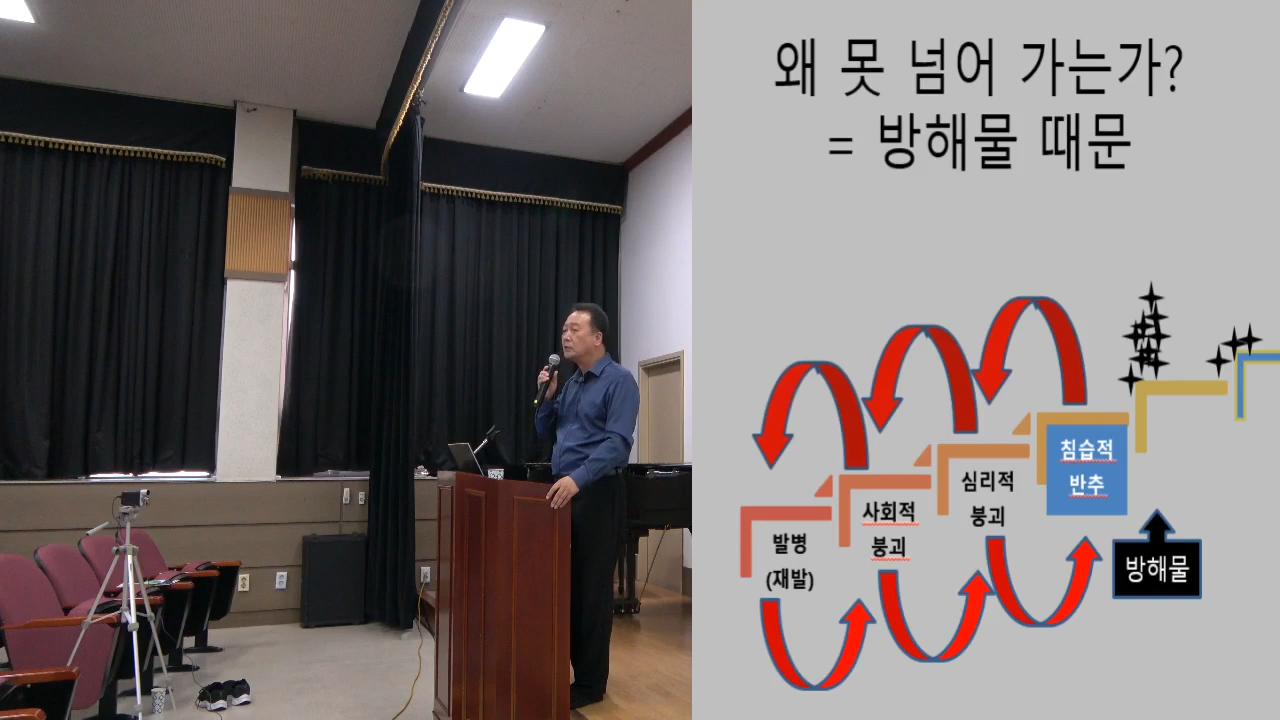 왜 못 넘어 가는가?
= 방해물 때문
발병
(재발)
사회적
붕괴
심리적
붕괴
침습적
반추
방해물